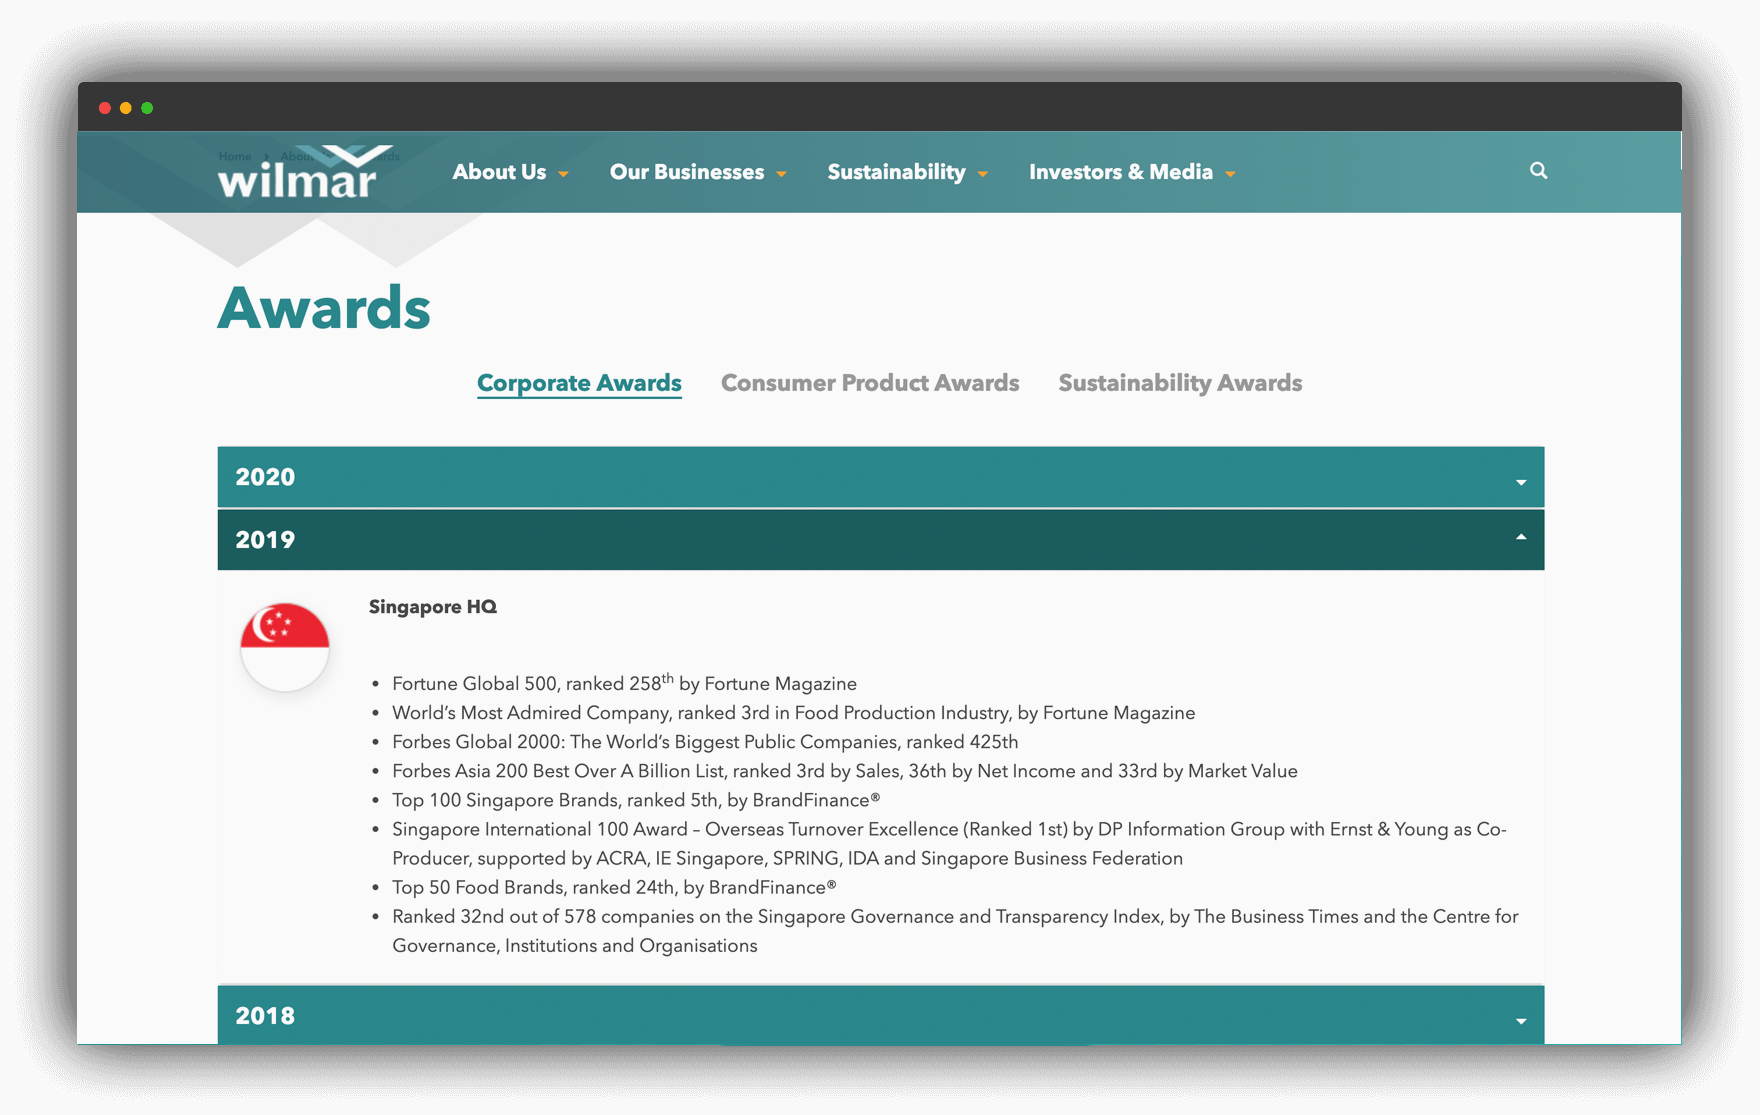 Home About rds
wilmar
About Us
Our Businesses
Sustainability
Investors & Media
Awards
Corporate Awards
Consumer Product Awards
Sustainability Awards
2020
2019
Singapore HQ
• Fortune Global 500, ranked 258th by Fortune Magazine
• World’s Most Admired Company, ranked 3rd in Food Production Industry, by Fortune Magazine
• Forbes Global 2000: The World’s Biggest Public Companies, ranked 425th
• Forbes Asia 200 Best Over A Billion List, ranked 3rd by Sales, 36th by Net Income and 33rd by Market Value
• Top 100 Singapore Brands, ranked 5th, by BrandFinance®
• Singapore International 100 Award – Overseas Turnover Excellence (Ranked 1st) by DP Information Group with Ernst & Young as Co-
Producer, supported by ACRA, IE Singapore, SPRING, IDA and Singapore Business Federation
• Top 50 Food Brands, ranked 24th, by BrandFinance®
• Ranked 32nd out of 578 companies on the Singapore Governance and Transparency Index, by The Business Times and the Centre for
Governance, Institutions and Organisations
2018